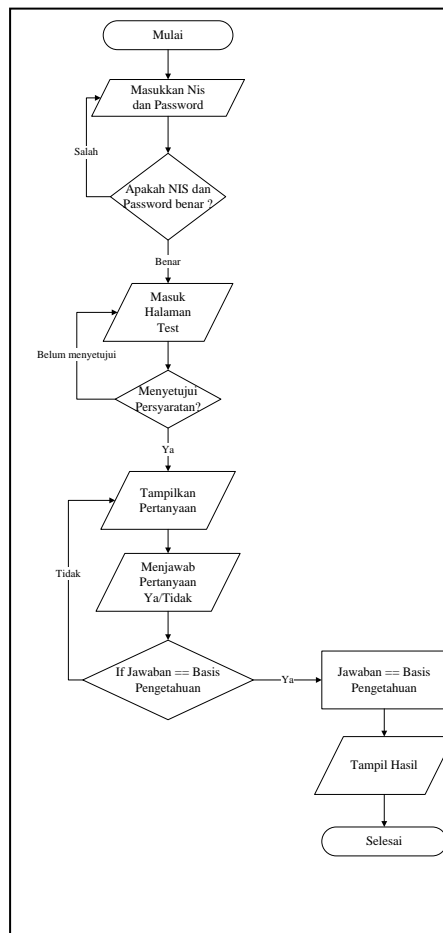 Mulai
Masukkan Nis
dan Password
Salah
Apakah NIS dan
Password benar ?
Benar
Masuk
Halaman
Test
Belum menyetujui
Menyetujui
Persyaratan?
Ya
Tampilkan
Pertanyaan
Tidak
Menjawab
Pertanyaan
Ya/Tidak
If Jawaban == Basis
Pengetahuan
Ya
Jawaban == Basis
Pengetahuan
Tampil Hasil
Selesai